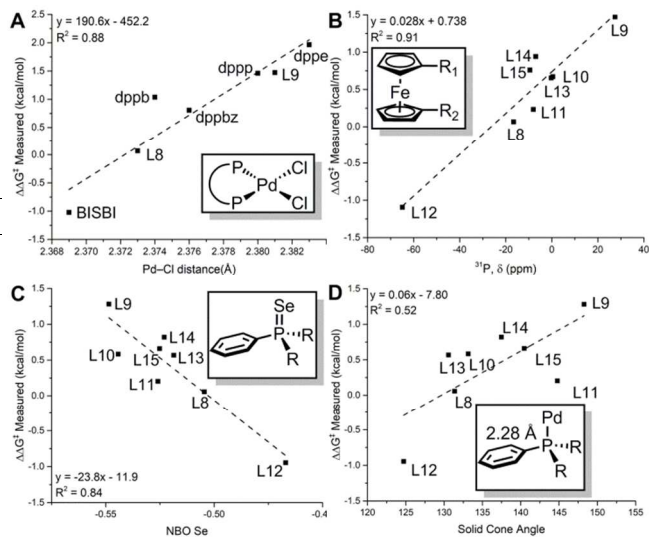 A
y = 190.6x - 452.2
R² = 0.88
dppe
dppp
L9
dppb
dppbz
L8
BISBI
P
P
Pd
Cl
Cl
2.5
2.0
1.5
1.0
0.5
0.0
-0.5
-1.0
-1.5
ΔΔG‡ Measured (kcal/mol)
2.368 2.370 2.372 2.374 2.376 2.378 2.380 2.382
Pd–Cl distance(Å)
B
y = 0.028x + 0.738
R² = 0.91
L9
L14
L15
L10
L13
L11
L8
L12
R1
Fe
R2
1.5
1.0
0.5
0.0
-0.5
-1.0
-1.5
ΔΔG‡ Measured (kcal/mol)
-80 -60 -40 -20 0 20 40
³¹P, δ (ppm)
C
L9
L14
L10
L15
L13
L11
L8
L12
Se
P
R
R
y = -23.8x - 11.9
R² = 0.84
1.5
1.0
0.5
0.0
-0.5
-1.0
-1.5
ΔΔG‡ Measured (kcal/mol)
-0.55 -0.5 -0.4
NBO Se
D
y = 0.06x - 7.80
R² = 0.52
L9
L14
L13
L10
L15
L8
L11
L12
Pd
2.28 Å
P
R
R
1.5
1.0
0.5
0.0
-0.5
-1.0
-1.5
ΔΔG‡ Measured (kcal/mol)
120 125 130 135 140 145 150 155
Solid Cone Angle